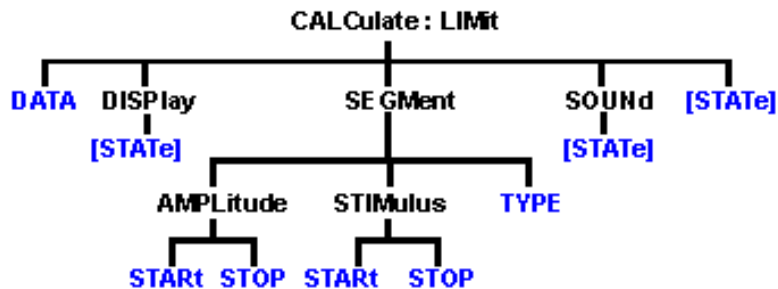 CALCulate : LIMit
DATA DISPlay SEGMent SOUNd [STATe]
[STATe] [STATe]
AMPLitude STIMulus TYPE
STARt STOP STARt STOP